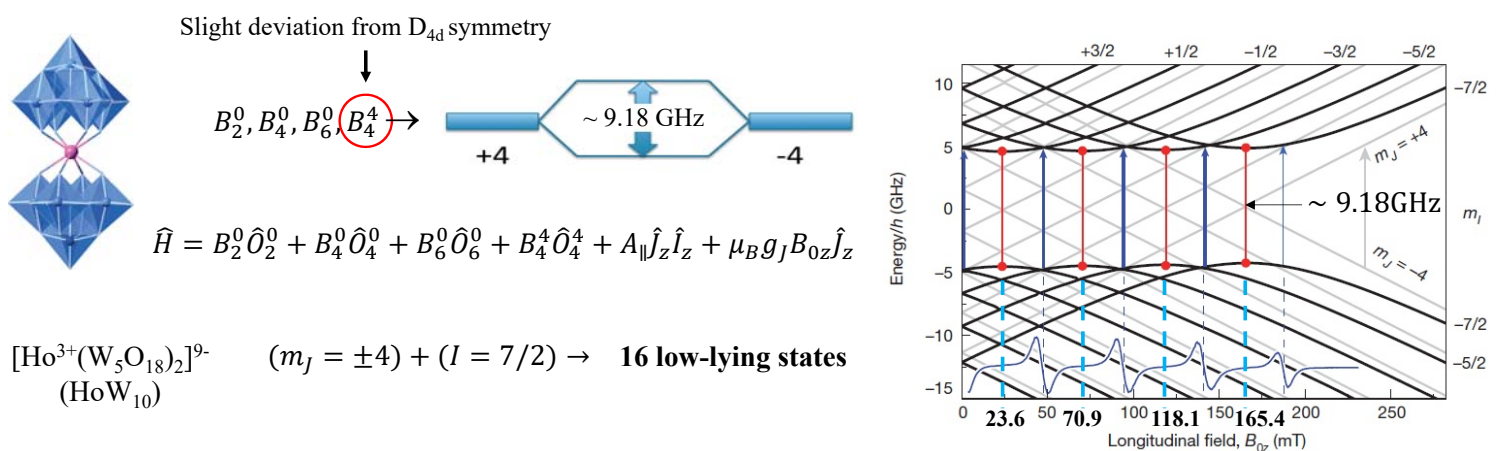 Slight deviation from D4d symmetry
B₂⁰, B₄⁰, B₆⁰, B₄⁴ →
~ 9.18 GHz
+4
-4
Ĥ = B₂⁰Ô₂⁰ + B₄⁰Ô₄⁰ + B₆⁰Ô₆⁰ + B₄⁴Ô₄⁴ + A∥ĴzÎz + μBgJB0zĴz
[Ho³⁺(W₅O₁₈)₂]⁹⁻
(HoW₁₀)
(mJ = ±4) + (I = 7/2) → 16 low-lying states
+3/2 +1/2 −1/2 −3/2 −5/2
−7/2
mI
−7/2
−5/2
Energy/h (GHz)
10
5
0
−5
−10
−15
mJ = +4
~ 9.18GHz
mJ = −4
0 50 100 150 200 250
23.6 70.9 118.1 165.4
Longitudinal field, B0z (mT)